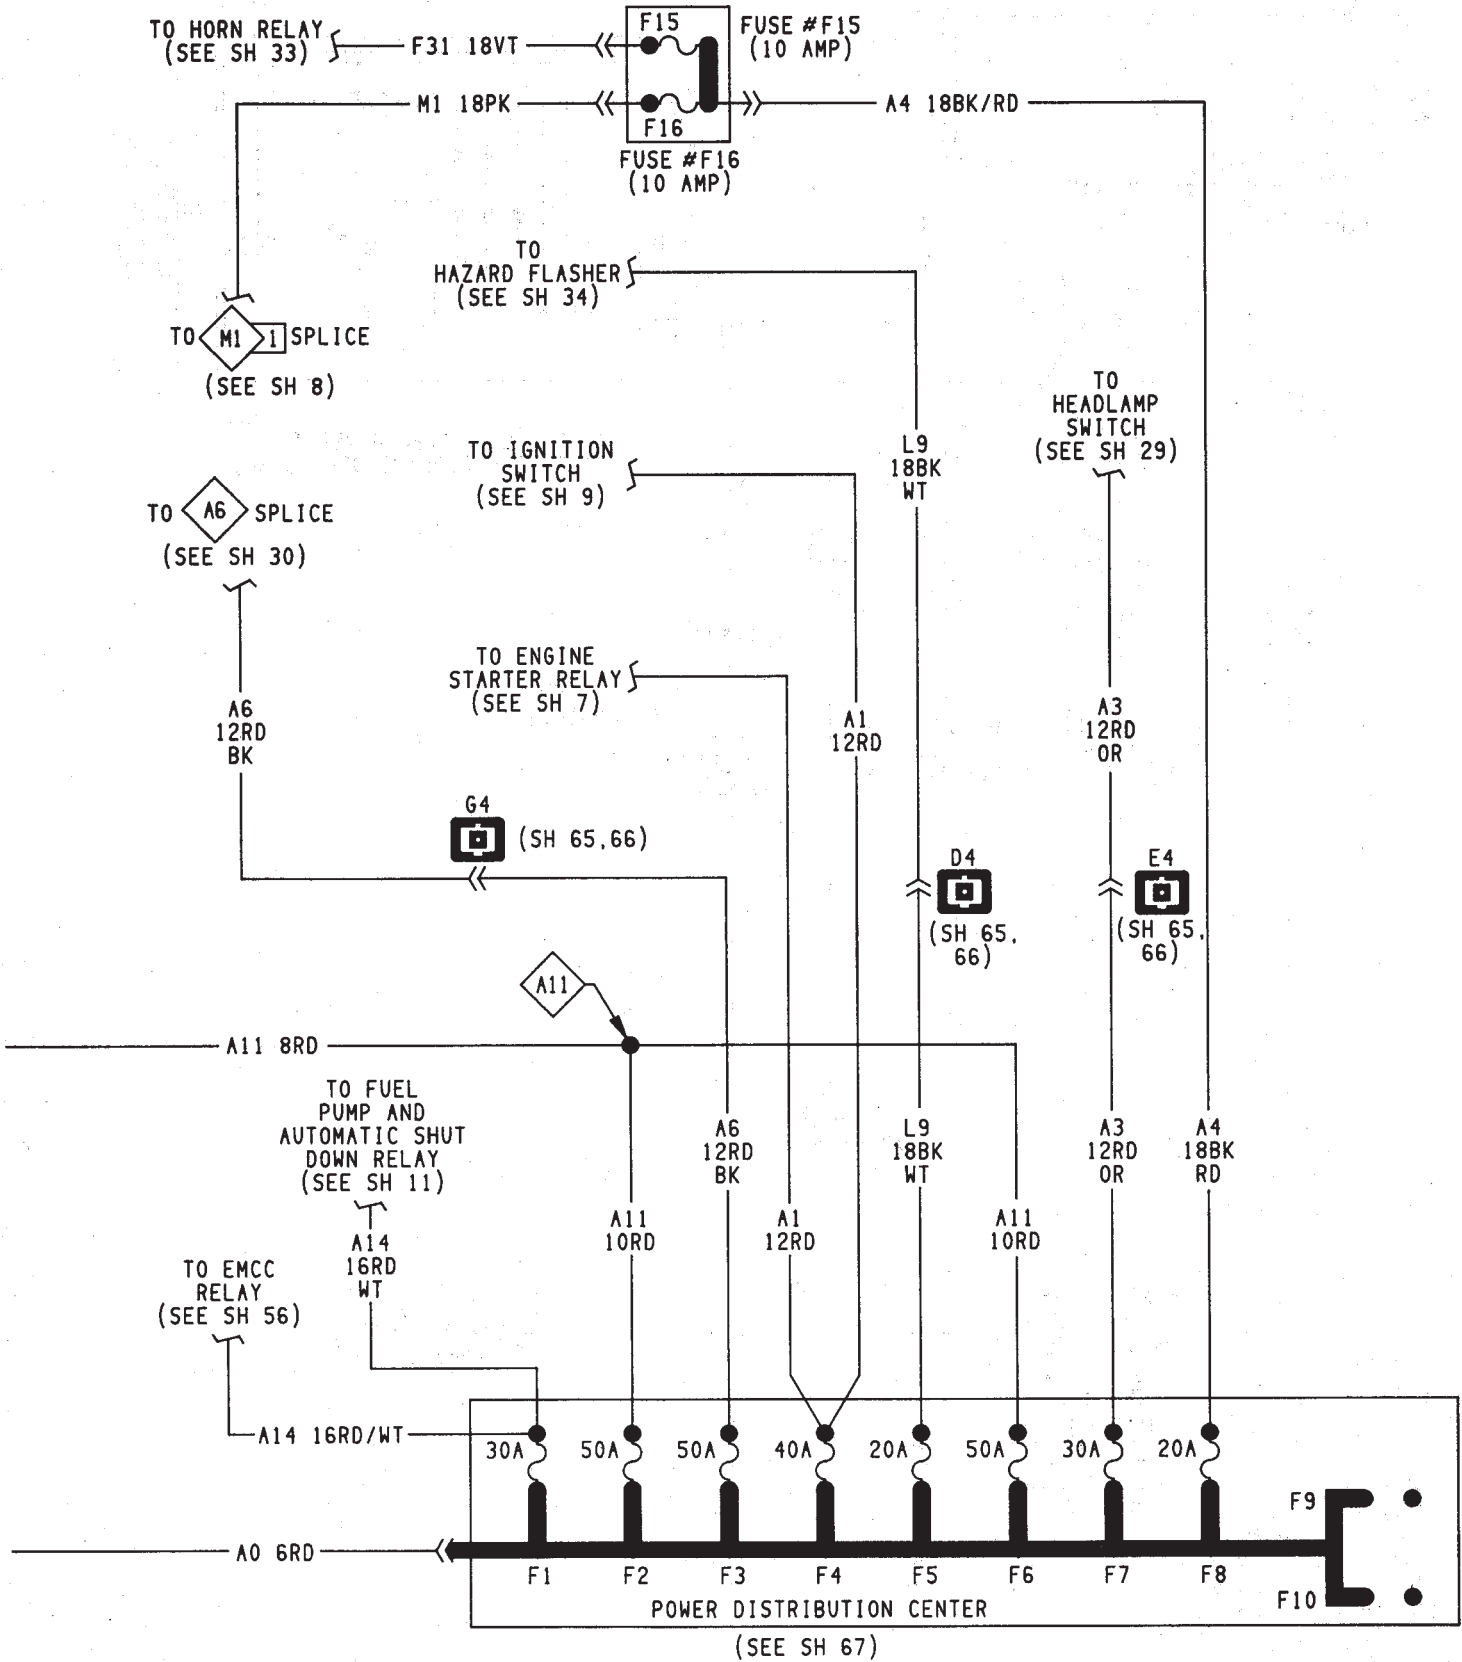 TO HORN RELAY
(SEE SH 33)
F31 18VT
F15
FUSE #F15
(10 AMP)
M1 18PK
F16
A4 18BK/RD
FUSE #F16
(10 AMP)
TO
HAZARD FLASHER
(SEE SH 34)
TO M1 1 SPLICE
(SEE SH 8)
TO
HEADLAMP
SWITCH
(SEE SH 29)
TO IGNITION
SWITCH
(SEE SH 9)
L9
18BK
WT
TO A6 SPLICE
(SEE SH 30)
TO ENGINE
STARTER RELAY
(SEE SH 7)
A6
12RD
BK
A1
12RD
A3
12RD
OR
G4
(SH 65,66)
D4
(SH 65,
66)
E4
(SH 65,
66)
A11
A11 8RD
TO FUEL
PUMP AND
AUTOMATIC SHUT
DOWN RELAY
(SEE SH 11)
A6
12RD
BK
L9
18BK
WT
A3
12RD
OR
A4
18BK
RD
A11
10RD
A1
12RD
A11
10RD
A14
16RD
WT
TO EMCC
RELAY
(SEE SH 56)
A14 16RD/WT
30A 50A 50A 40A 20A 50A 30A 20A
F9
A0 6RD
F1 F2 F3 F4 F5 F6 F7 F8
F10
POWER DISTRIBUTION CENTER
(SEE SH 67)